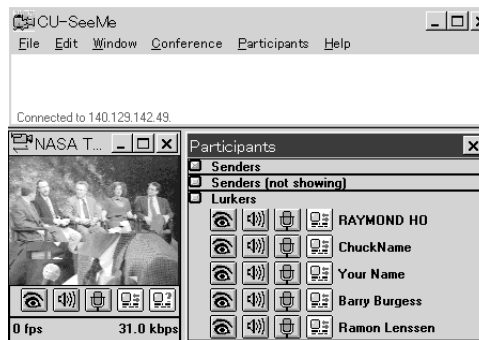 CU-SeeMe
File Edit Window Conference Participants Help
Connected to 140.129.142.49.
NASA T...
0 fps 31.0 kbps
Participants
Senders
Senders (not showing)
Lurkers
RAYMOND HO
ChuckName
Your Name
Barry Burgess
Ramon Lenssen